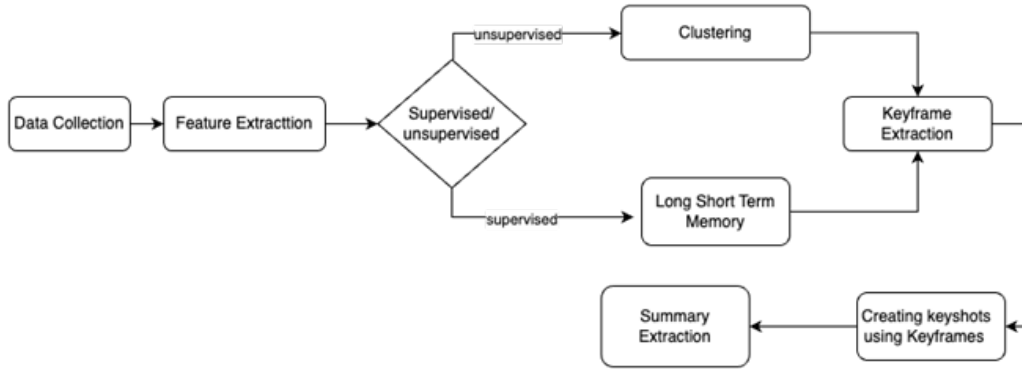 unsupervised
Clustering
Data Collection
Feature Extracttion
Supervised/
unsupervised
Keyframe
Extraction
supervised
Long Short Term
Memory
Summary
Extraction
Creating keyshots
using Keyframes